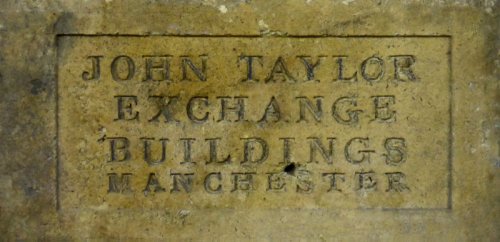 JOHN TAYLOR
EXCHANGE
BUILDINGS
MANCHESTER